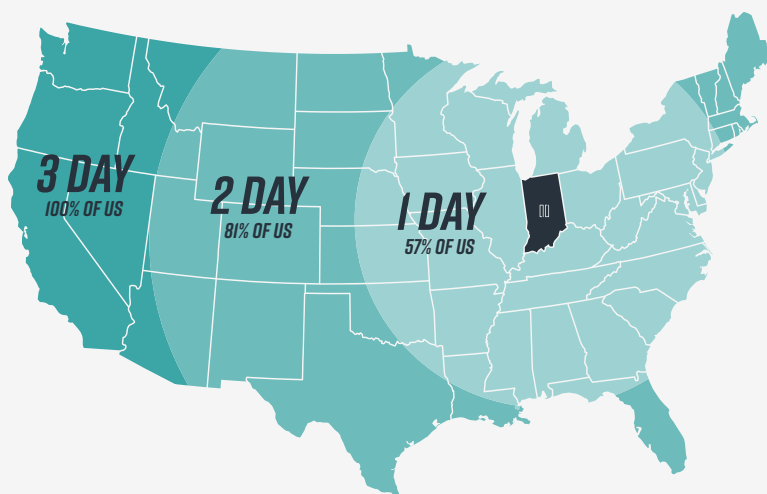 3 DAY
100% OF US
2 DAY
81% OF US
1 DAY
57% OF US